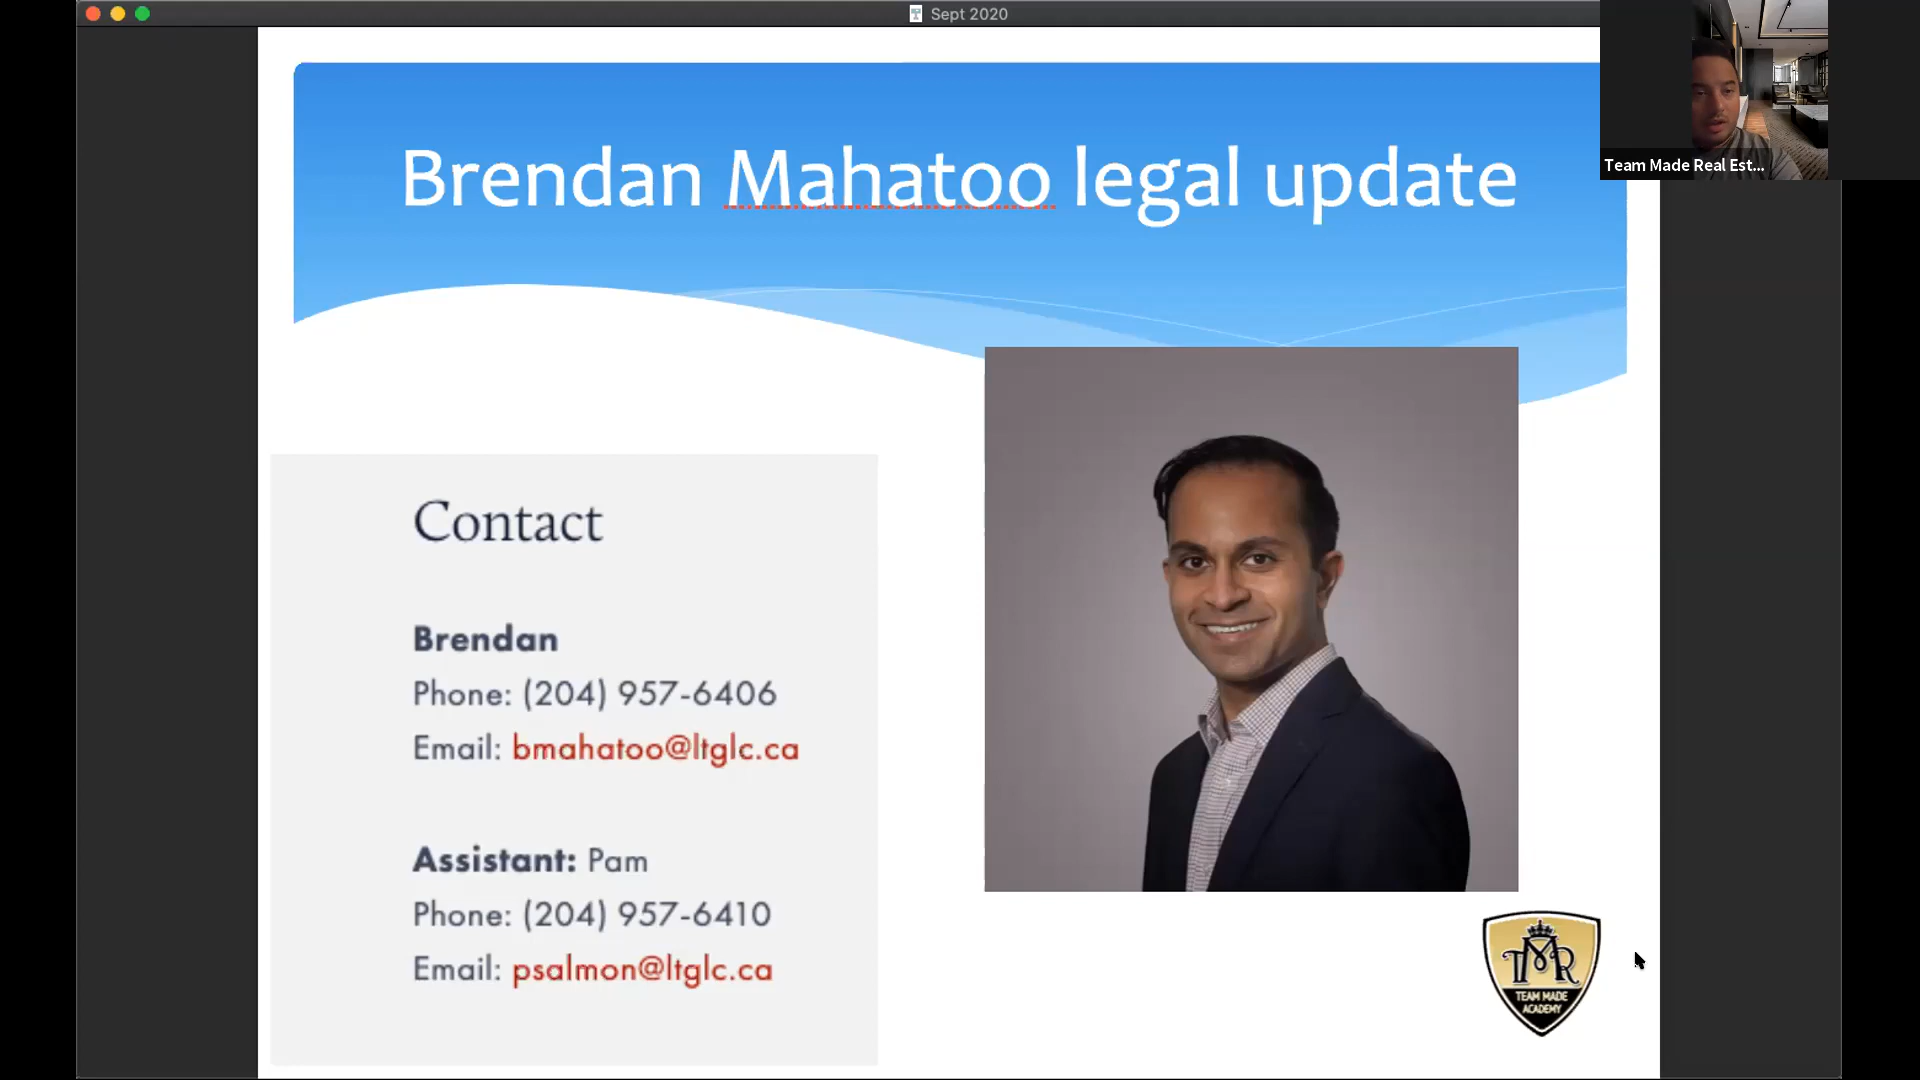 Sept 2020
Team Made Real Est...
Brendan Mahatoo legal update
Contact
Brendan
Phone: (204) 957-6406
Email: bmahatoo@ltglc.ca
Assistant: Pam
Phone: (204) 957-6410
Email: psalmon@ltglc.ca
TMR
TEAM MADE
ACADEMY